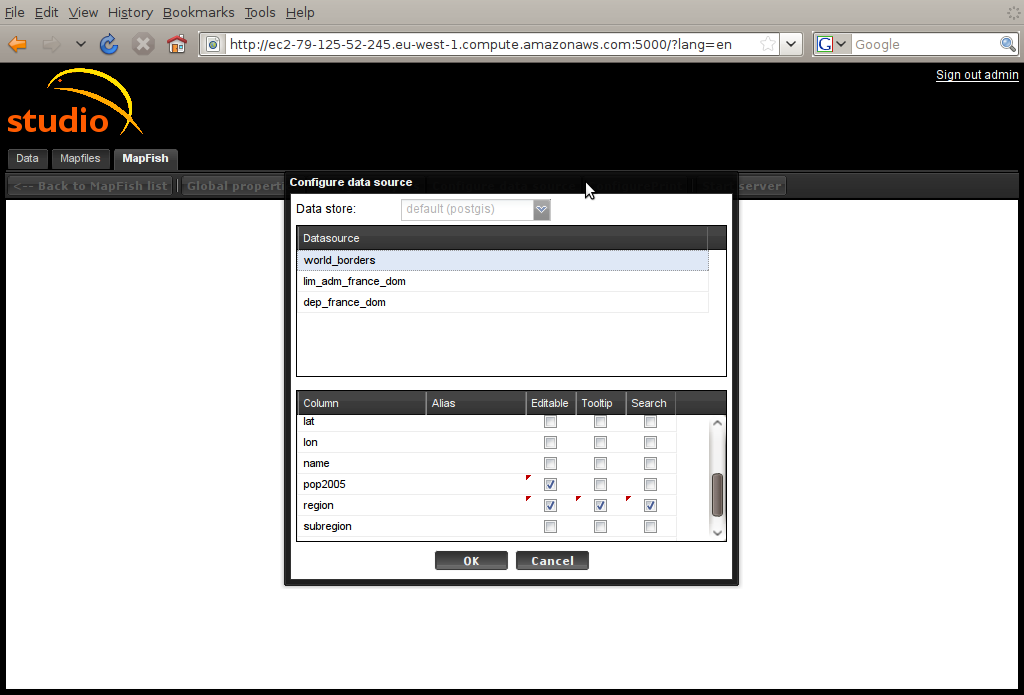 File Edit View History Bookmarks Tools Help
http://ec2-79-125-52-245.eu-west-1.compute.amazonaws.com:5000/?lang=en
G Google
Sign out admin
studio
Data Mapfiles MapFish
<-- Back to MapFish list Global propert server
Configure data source
Data store: default (postgis)
Datasource
world_borders
lim_adm_france_dom
dep_france_dom
Column Alias Editable Tooltip Search
lat
lon
name
pop2005
region
subregion
OK Cancel